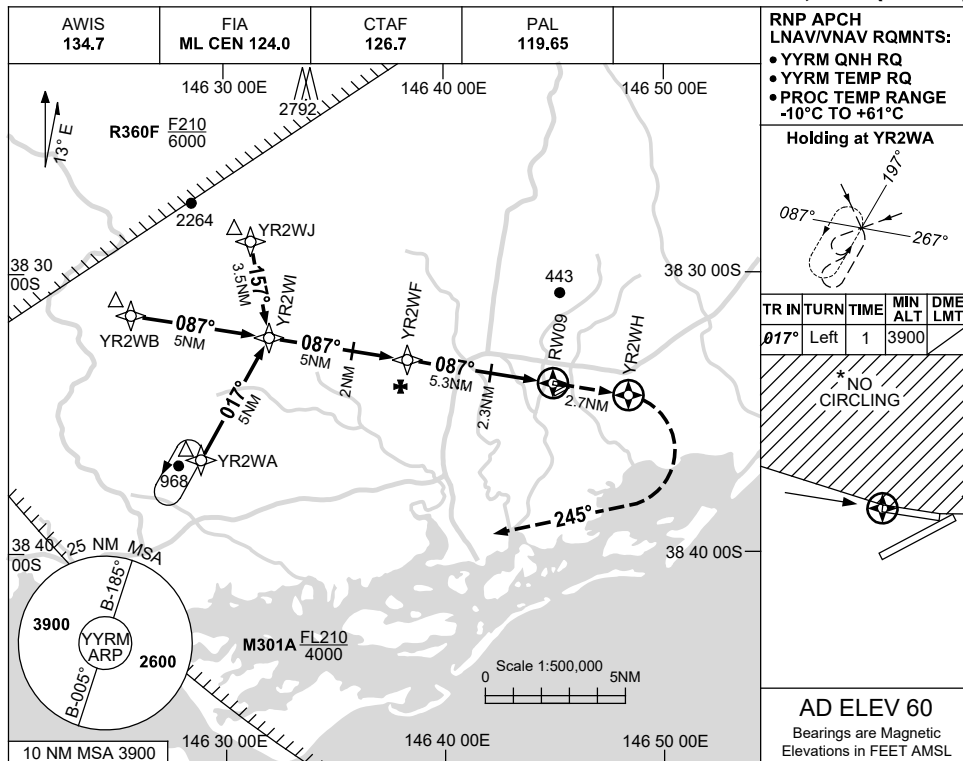 AWIS
134.7
FIA
ML CEN 124.0
CTAF
126.7
PAL
119.65
RNP APCH
LNAV/VNAV RQMNTS:
• YYRM QNH RQ
• YYRM TEMP RQ
• PROC TEMP RANGE
-10°C TO +61°C
146 30 00E
146 40 00E
146 50 00E
2792
13° E
R360F F210
6000
2264
Holding at YR2WA
197°
087°
267°
TR IN TURN TIME MIN ALT DME LMT
017° Left 1 3900
38 30
00S
38 30 00S
YR2WJ
157°
3.5NM
YR2WI
YR2WB
087°
5NM
087°
5NM
2NM
YR2WF
087°
5.3NM
2.3NM
443
RW09
2.7NM
YR2WH
017°
5NM
YR2WA
968
245°
*NO
CIRCLING
38 40
00S
38 40 00S
25 NM MSA
B-185°
3900
YYRM
ARP
2600
B-005°
M301A FL210
4000
Scale 1:500,000
0 5NM
10 NM MSA 3900
146 30 00E
146 40 00E
146 50 00E
AD ELEV 60
Bearings are Magnetic
Elevations in FEET AMSL